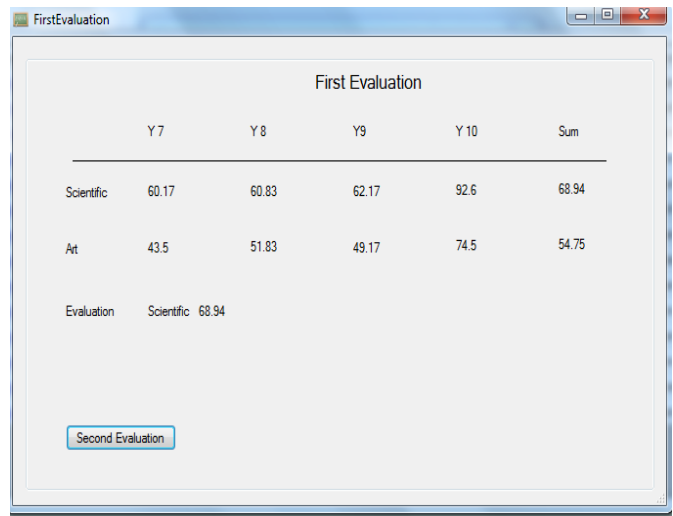 FirstEvaluation
First Evaluation
Y 7 Y 8 Y9 Y 10 Sum
Scientific 60.17 60.83 62.17 92.6 68.94
Art 43.5 51.83 49.17 74.5 54.75
Evaluation Scientific 68.94
Second Evaluation